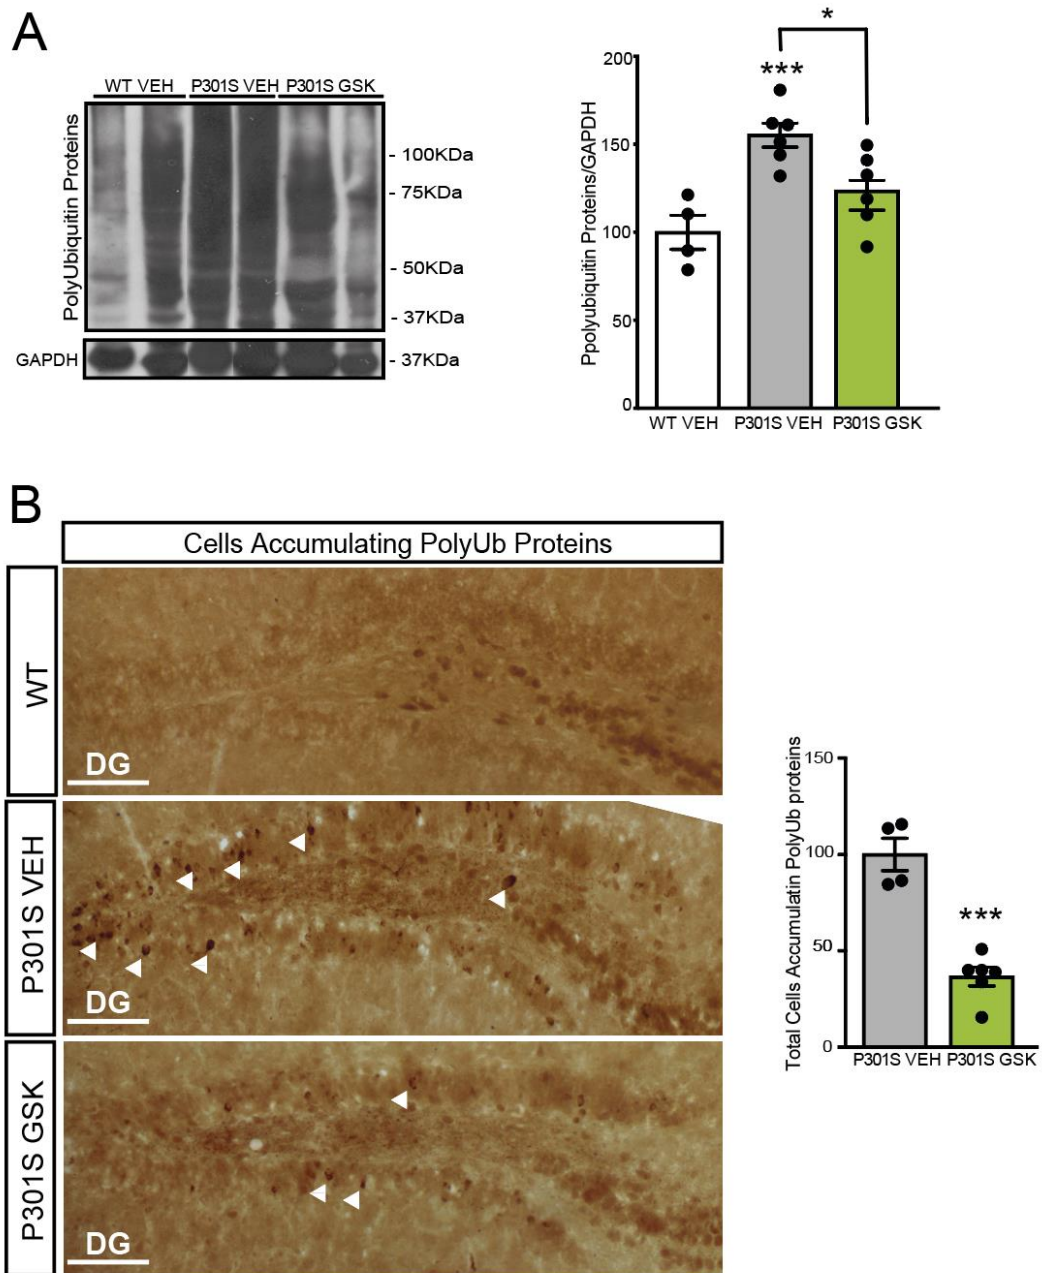 A
WT VEH P301S VEH P301S GSK
PolyUbiquitin Proteins
- 100KDa
- 75KDa
- 50KDa
- 37KDa
GAPDH
- 37KDa
*
***
Ppolyubiquitin Proteins/GAPDH
200
150
100
50
0
WT VEH P301S VEH P301S GSK
B
Cells Accumulating PolyUb Proteins
WT
DG
P301S VEH
DG
P301S GSK
DG
Total Cells Accumulatin PolyUb proteins
150
100
50
0
***
P301S VEH P301S GSK